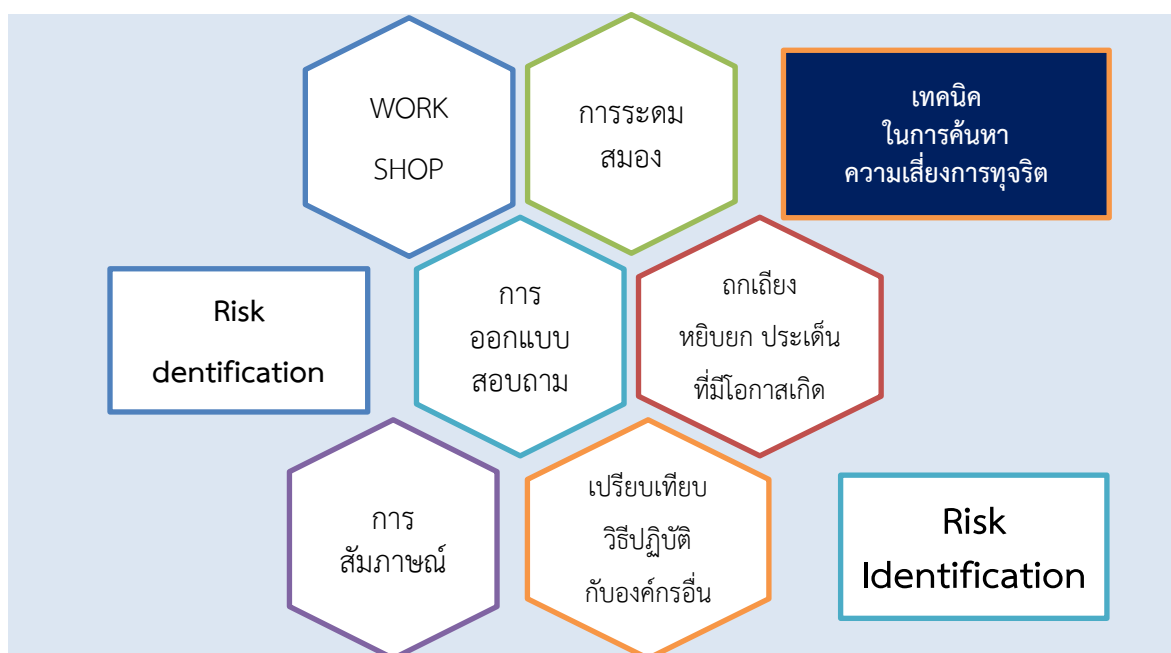 WORK
SHOP
การระดม
สมอง
เทคนิค
ในการค้นหา
ความเสี่ยงการทุจริต
Risk
dentification
การ
ออกแบบ
สอบถาม
ถกเถียง
หยิบยก ประเด็น
ที่มีโอกาสเกิด
การ
สัมภาษณ์
เปรียบเทียบ
วิธีปฏิบัติ
กับองค์กรอื่น
Risk
Identification